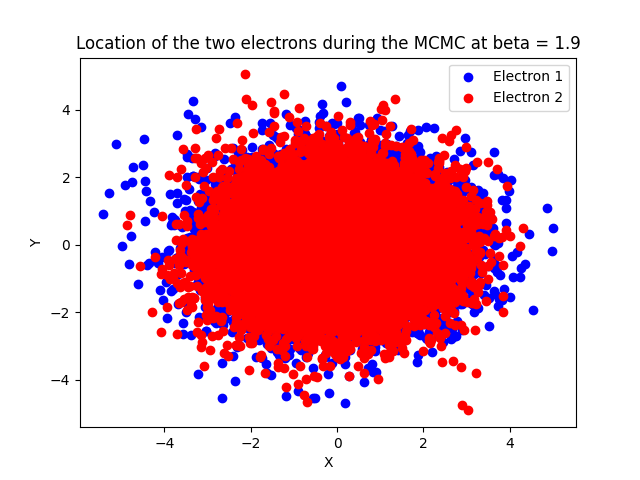 Location of the two electrons during the MCMC at beta = 1.9
Electron 1
Electron 2
4
2
0
−2
−4
Y
−4 −2 0 2 4
X